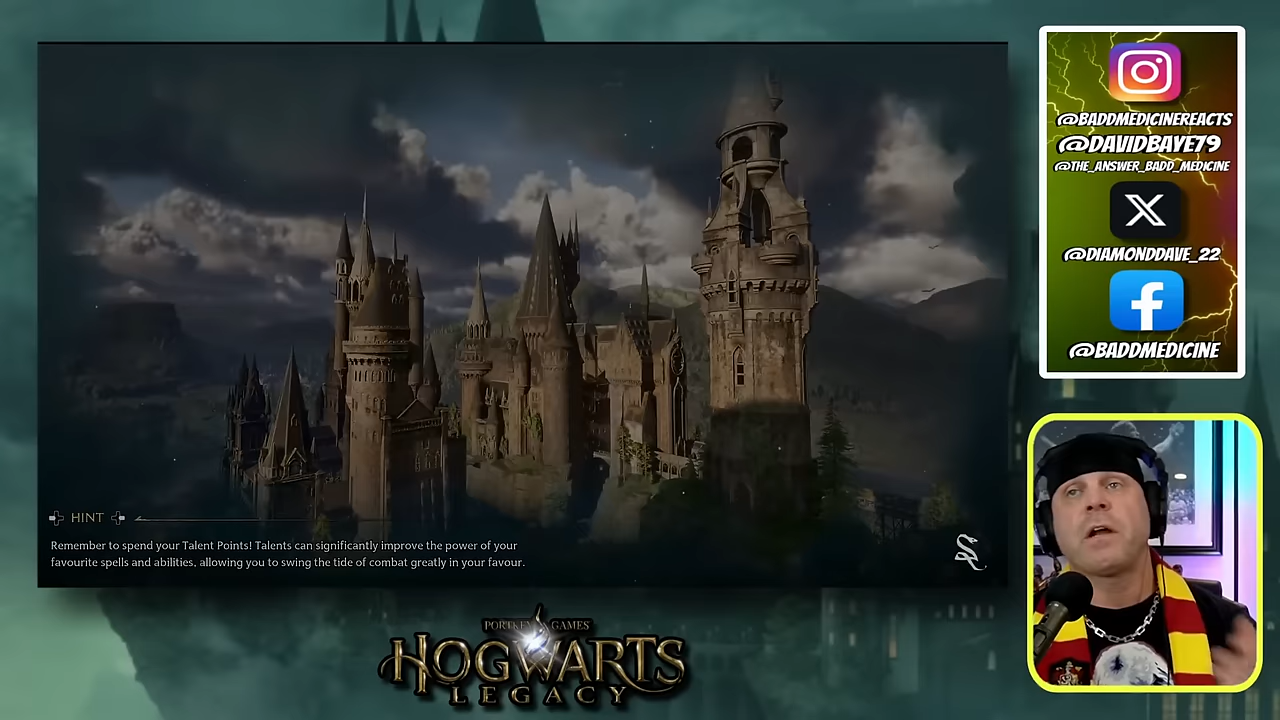 HINT
Remember to spend your Talent Points! Talents can significantly improve the power of your
favourite spells and abilities, allowing you to swing the tide of combat greatly in your favour.
PORTKEY GAMES
HOGWARTS
LEGACY
@BADDMEDICINEREACTS
@DAVIDBAYE79
@THE_ANSWER_BADD_MEDICINE
@DIAMONDDAVE_22
@BADDMEDICINE